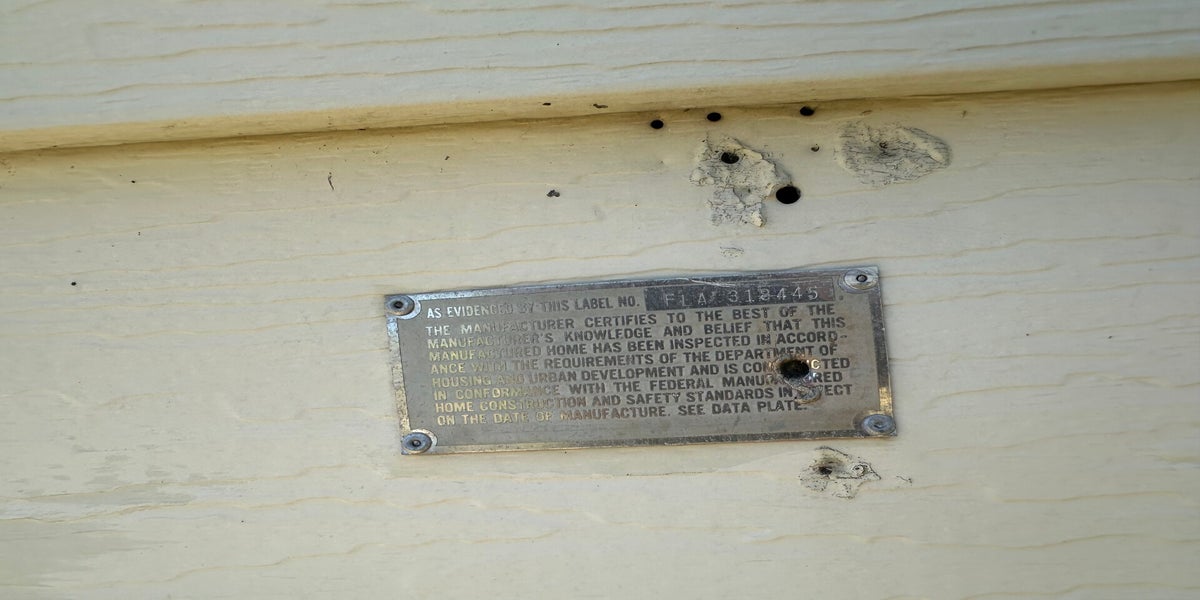 AS EVIDENCED BY THIS LABEL NO. FLA 318445
THE MANUFACTURER CERTIFIES TO THE BEST OF THE
MANUFACTURER'S KNOWLEDGE AND BELIEF THAT THIS
MANUFACTURED HOME HAS BEEN INSPECTED IN ACCORD-
ANCE WITH THE REQUIREMENTS OF THE DEPARTMENT OF
HOUSING AND URBAN DEVELOPMENT AND IS CONSTRUCTED
IN CONFORMANCE WITH THE FEDERAL MANUFACTURED
HOME CONSTRUCTION AND SAFETY STANDARDS IN EFFECT
ON THE DATE OF MANUFACTURE. SEE DATA PLATE.